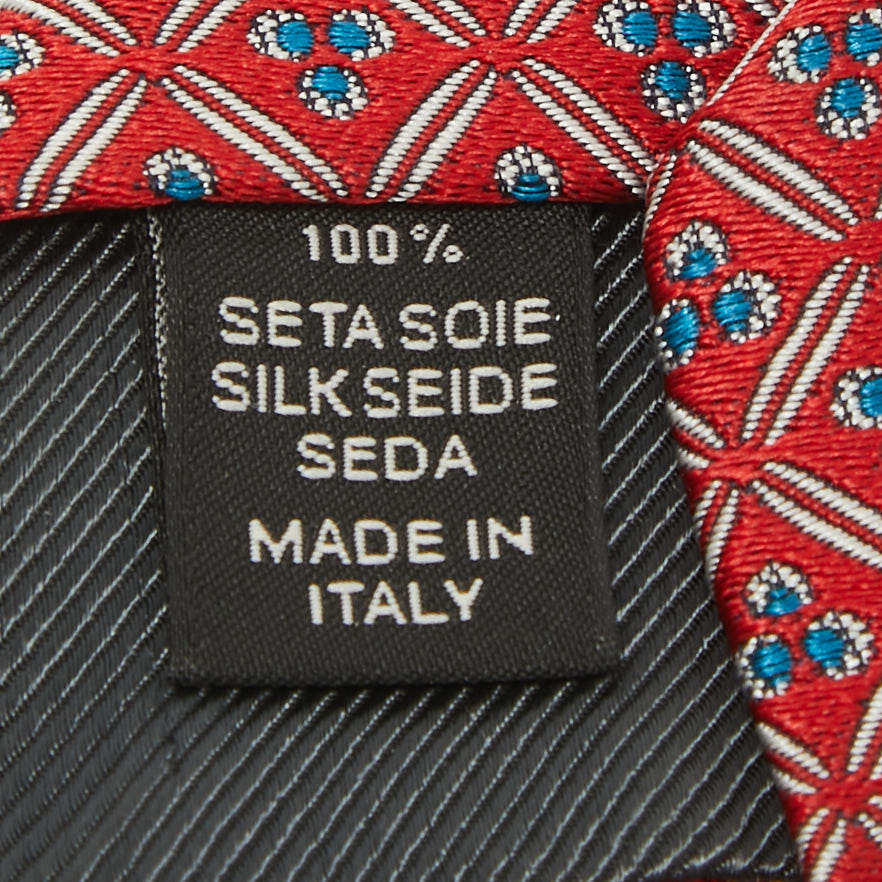 100%
SETA SOIE
SILK SEIDE
SEDA
MADE IN
ITALY